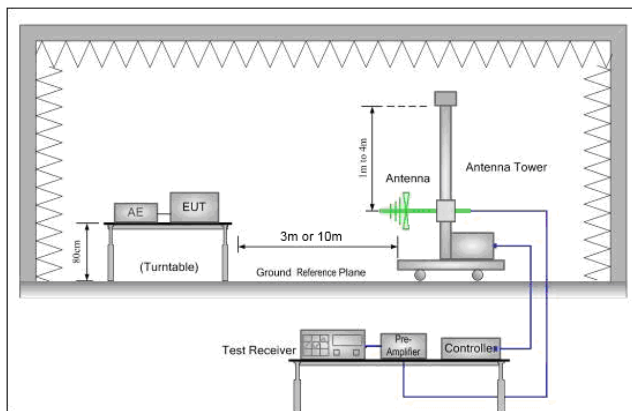 1m to 4m
Antenna
Antenna Tower
AE
EUT
80cm
(Turntable)
3m or 10m
Ground Reference Plane
Test Receiver
Pre-
Amplifier
Controlle